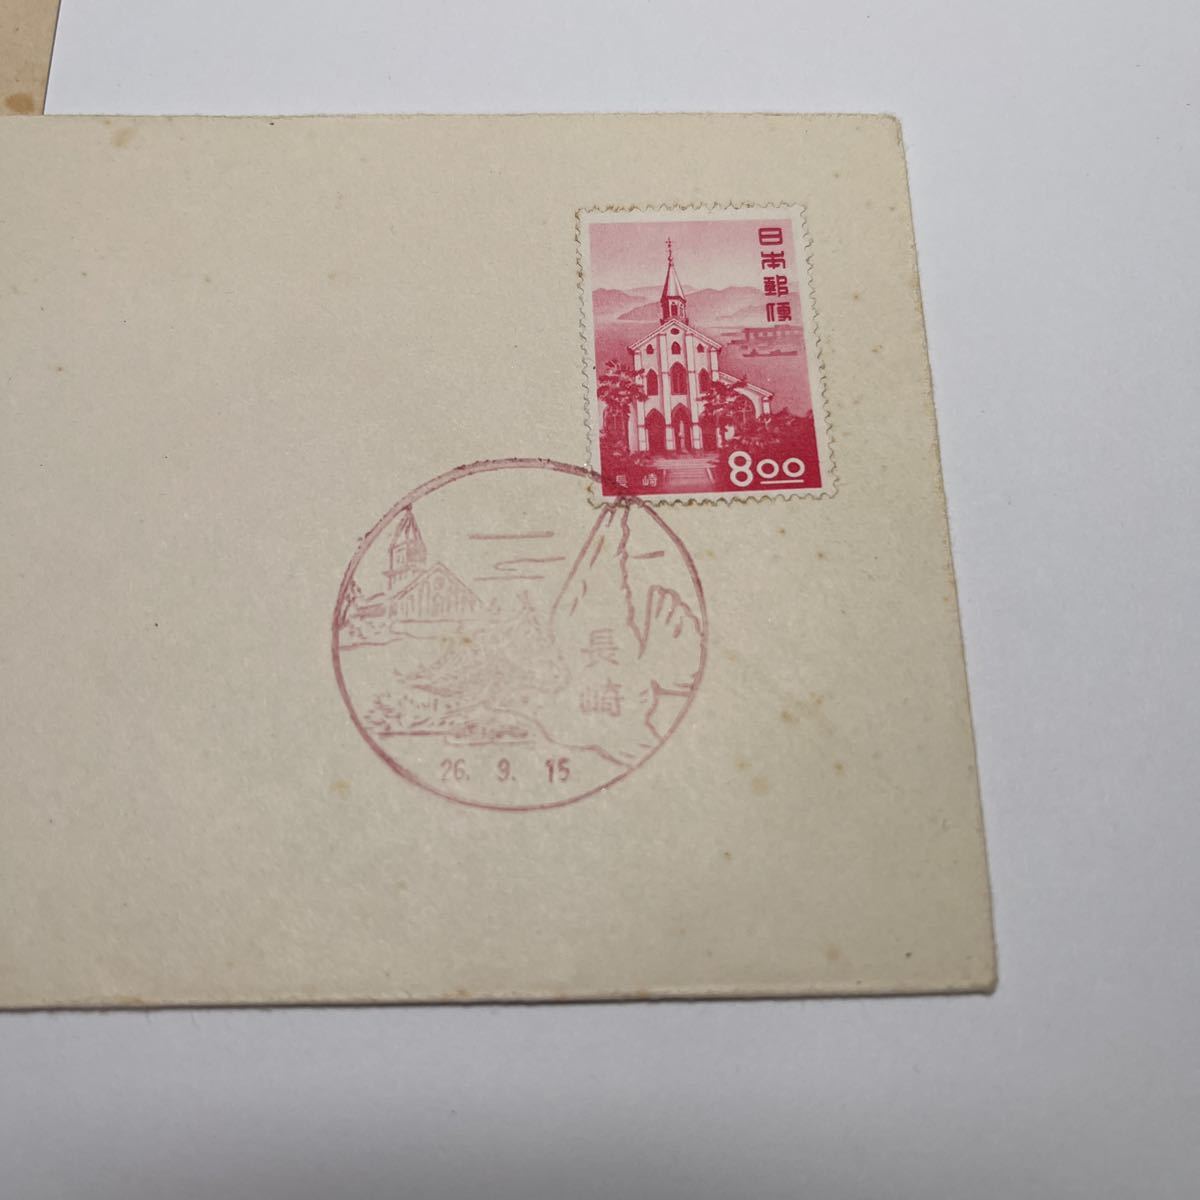 日本郵便
長崎
8.00
長崎
26. 9. 15